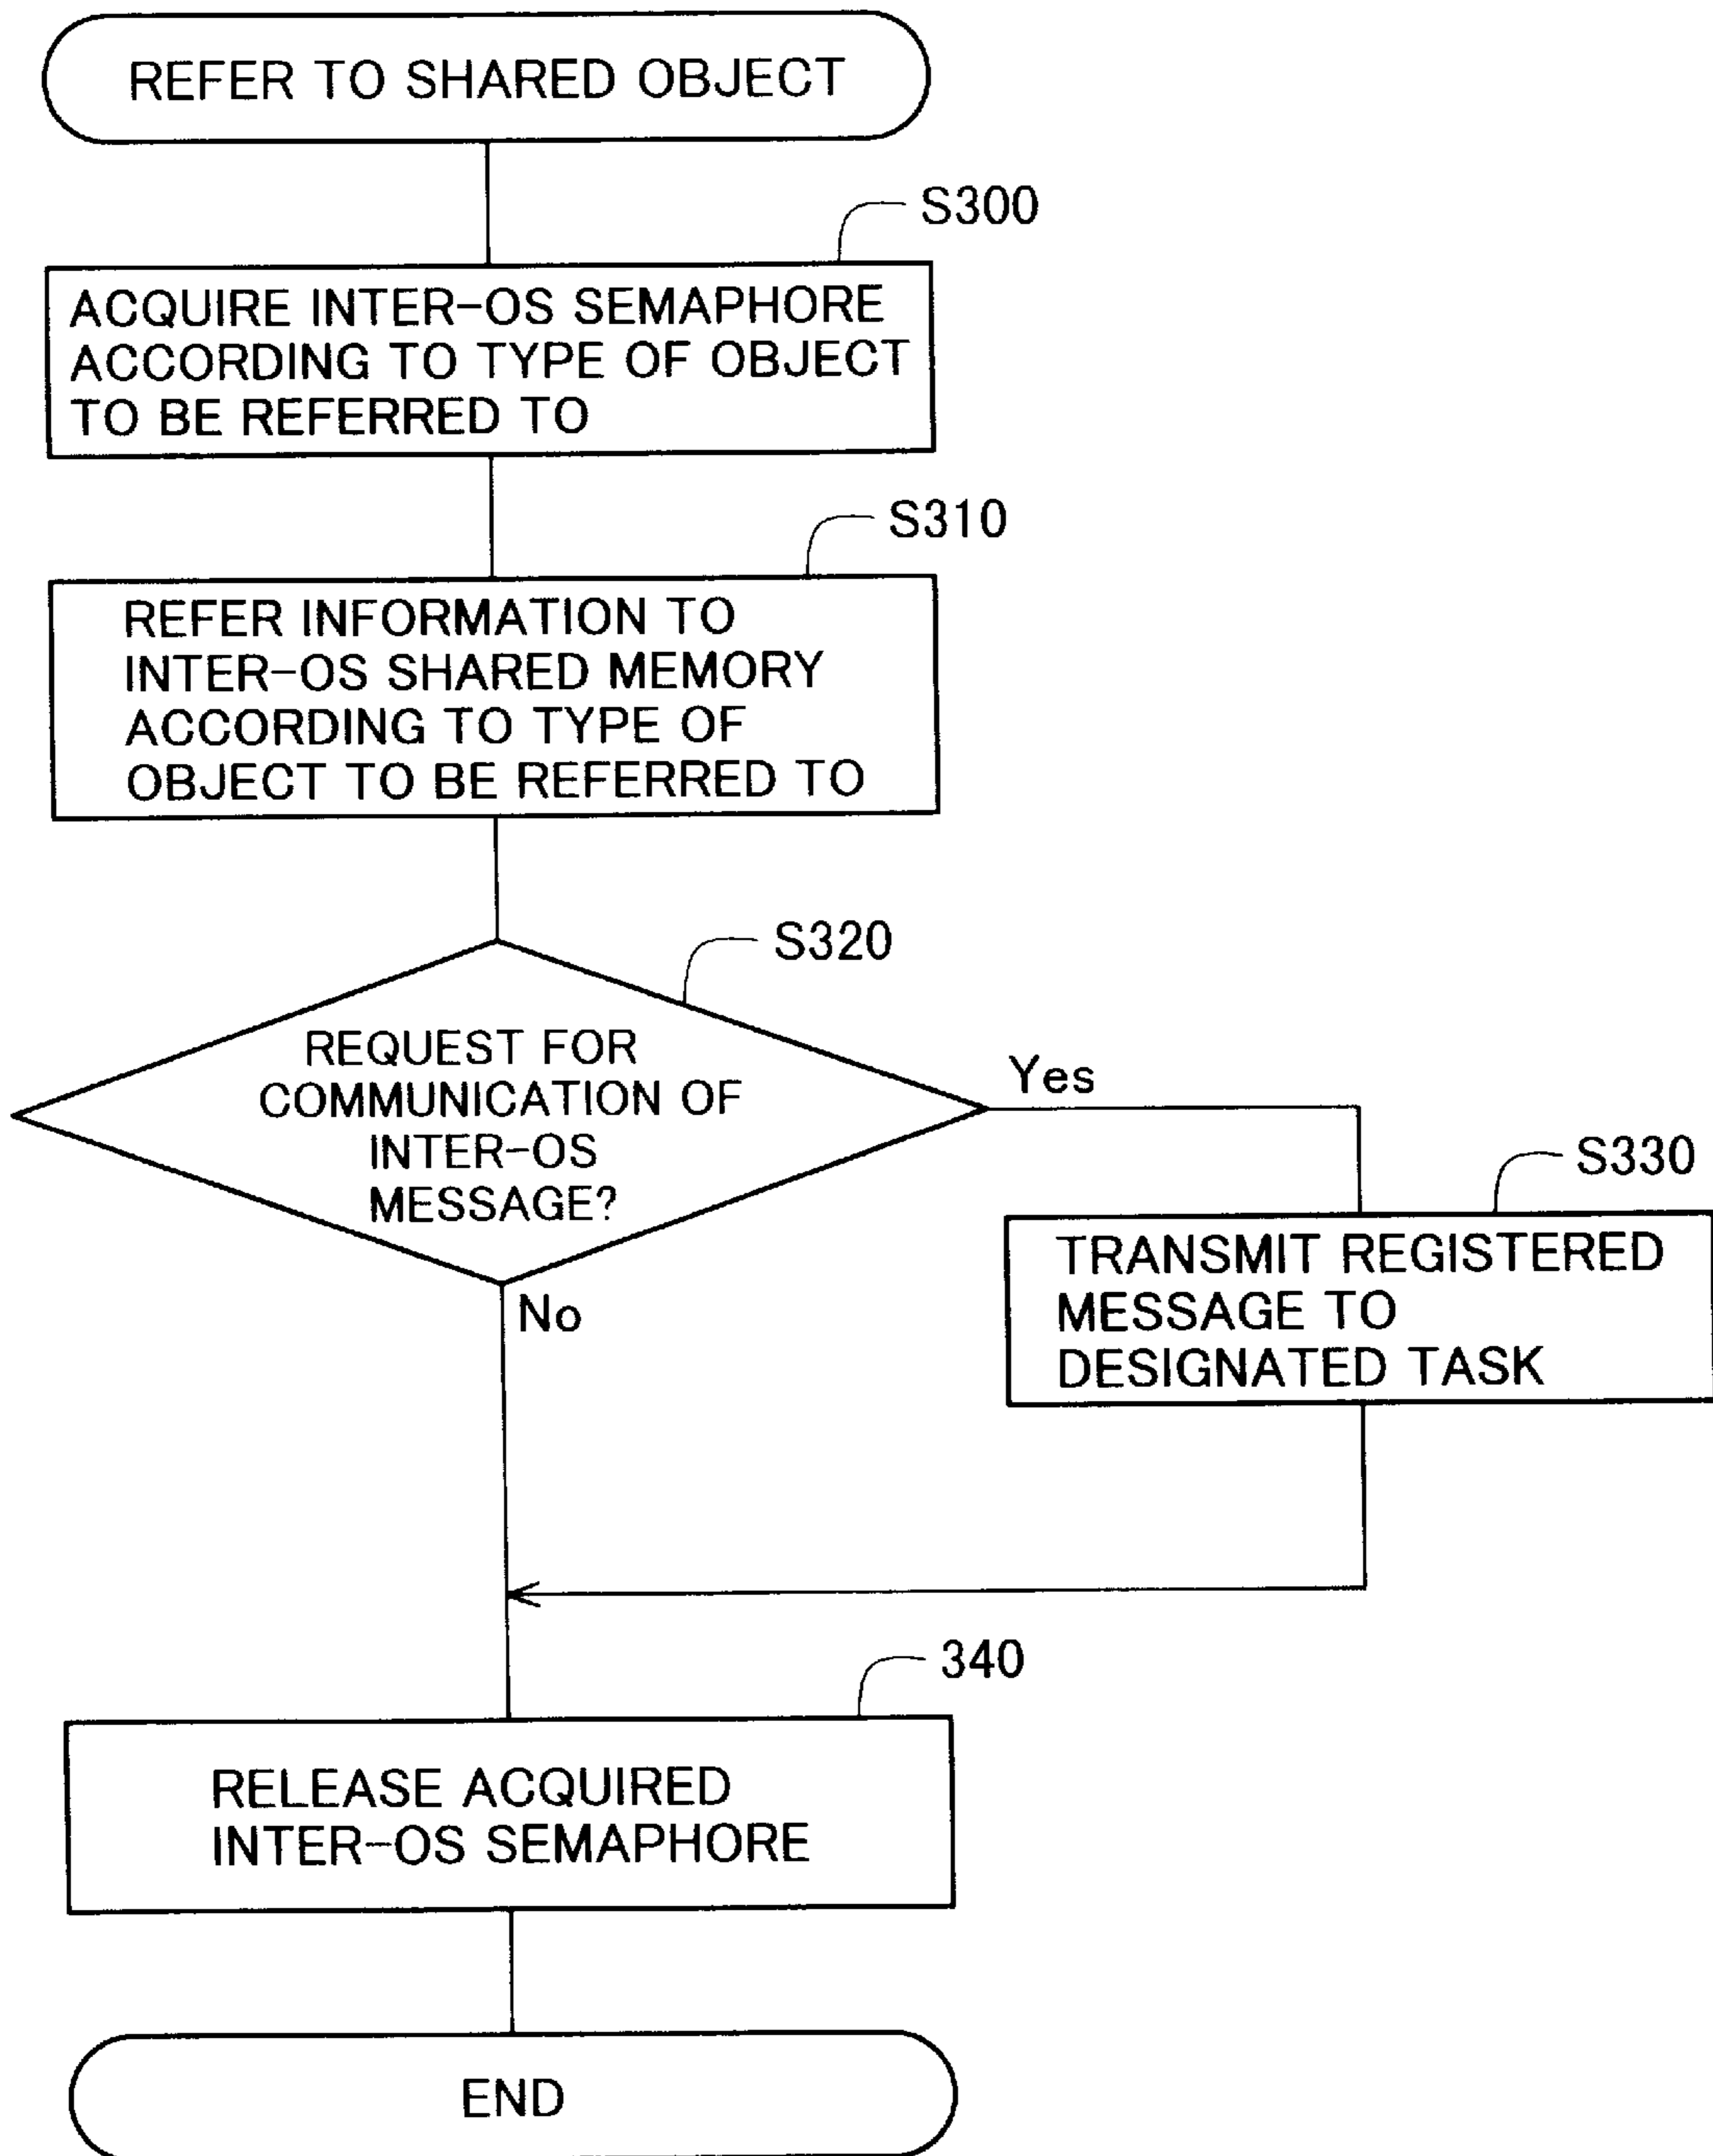 REFER TO SHARED OBJECT
S300
ACQUIRE INTER-OS SEMAPHORE
ACCORDING TO TYPE OF OBJECT
TO BE REFERRED TO
S310
REFER INFORMATION TO
INTER-OS SHARED MEMORY
ACCORDING TO TYPE OF
OBJECT TO BE REFERRED TO
S320
REQUEST FOR
COMMUNICATION OF
INTER-OS
MESSAGE?
Yes
No
S330
TRANSMIT REGISTERED
MESSAGE TO
DESIGNATED TASK
340
RELEASE ACQUIRED
INTER-OS SEMAPHORE
END